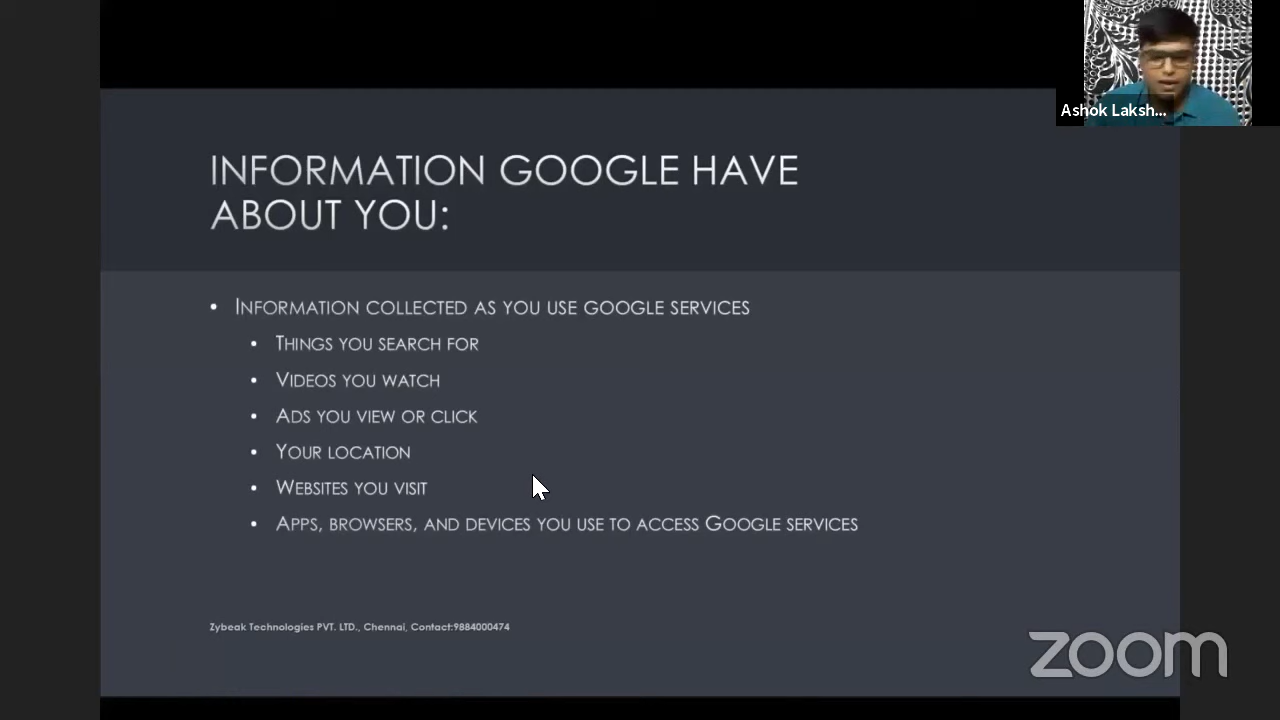 Ashok Laksh...
INFORMATION GOOGLE HAVE
ABOUT YOU:
• INFORMATION COLLECTED AS YOU USE GOOGLE SERVICES
• THINGS YOU SEARCH FOR
• VIDEOS YOU WATCH
• ADS YOU VIEW OR CLICK
• YOUR LOCATION
• WEBSITES YOU VISIT
• APPS, BROWSERS, AND DEVICES YOU USE TO ACCESS GOOGLE SERVICES
Zybeak Technologies PVT. LTD., Chennai, Contact:9884000474
zoom